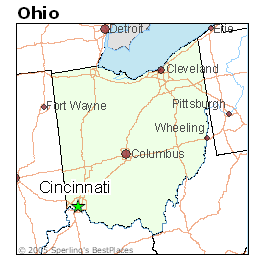 Ohio
Detroit
Erie
Cleveland
Fort Wayne
Pittsburgh
Wheeling
Columbus
Cincinnati
© 2005 Sperling's BestPlaces